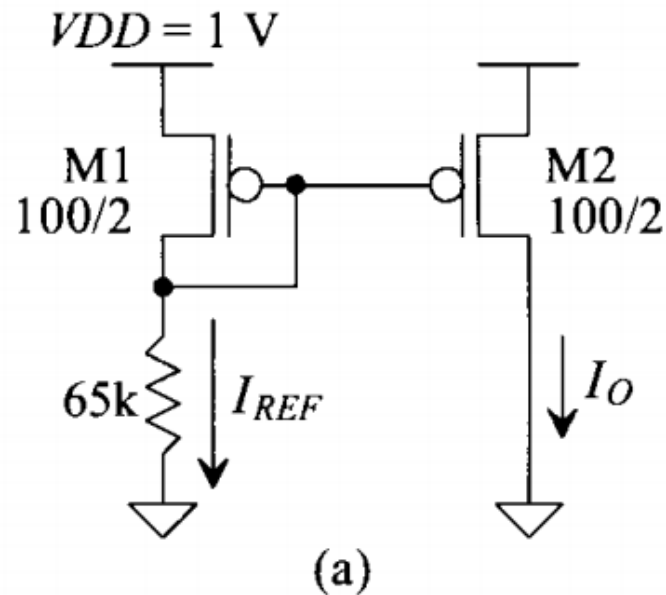 VDD = 1 V
M1
100/2
M2
100/2
65k
I_REF
I_O
(a)